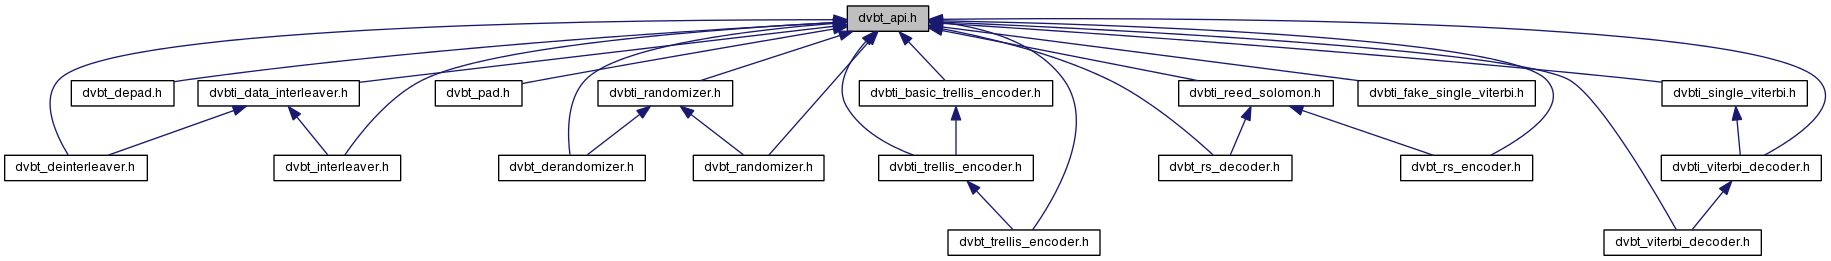 dvbt_api.h
dvbt_depad.h
dvbti_data_interleaver.h
dvbt_pad.h
dvbti_randomizer.h
dvbti_basic_trellis_encoder.h
dvbti_reed_solomon.h
dvbti_fake_single_viterbi.h
dvbti_single_viterbi.h
dvbt_deinterleaver.h
dvbt_interleaver.h
dvbt_derandomizer.h
dvbt_randomizer.h
dvbti_trellis_encoder.h
dvbt_rs_decoder.h
dvbt_rs_encoder.h
dvbti_viterbi_decoder.h
dvbt_trellis_encoder.h
dvbt_viterbi_decoder.h